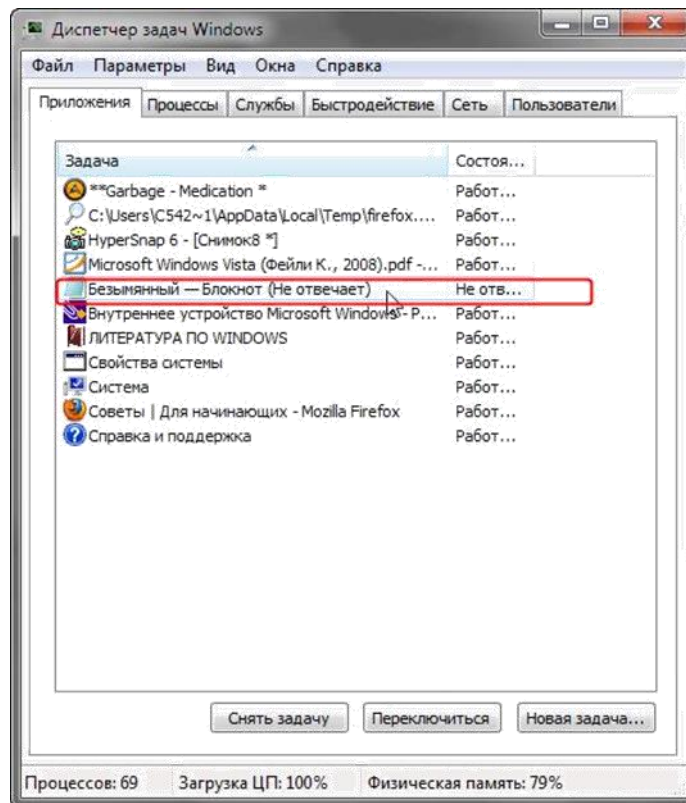 Диспетчер задач Windows
Файл Параметры Вид Окна Справка
Приложения Процессы Службы Быстродействие Сеть Пользователи
Задача Состоя...
**Garbage - Medication * Работ...
C:\Users\C542~1\AppData\Local\Temp\firefox.... Работ...
HyperSnap 6 - [Снимок8 *] Работ...
Microsoft Windows Vista (Фейли К., 2008).pdf -... Работ...
Безымянный — Блокнот (Не отвечает) Не отв...
Внутреннее устройство Microsoft Windows - P... Работ...
ЛИТЕРАТУРА ПО WINDOWS Работ...
Свойства системы Работ...
Система Работ...
Советы | Для начинающих - Mozilla Firefox Работ...
Справка и поддержка Работ...
Снять задачу Переключиться Новая задача...
Процессов: 69 Загрузка ЦП: 100% Физическая память: 79%